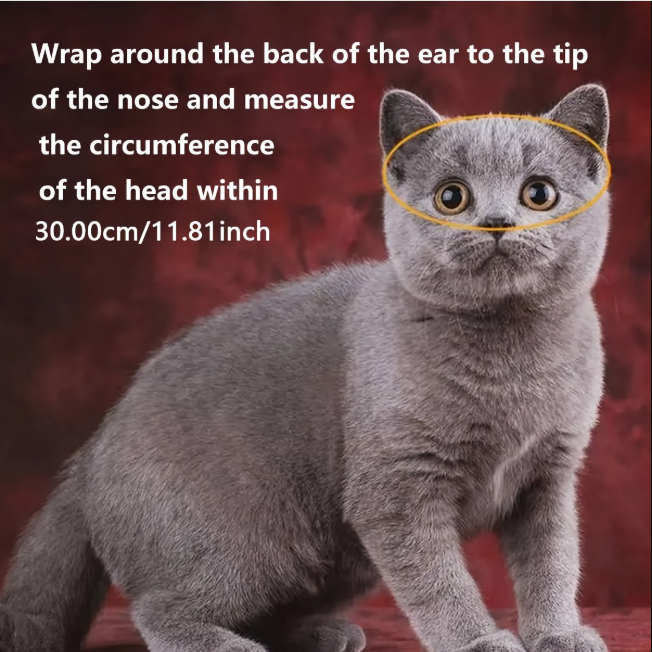 Wrap around the back of the ear to the tip
of the nose and measure
the circumference
of the head within
30.00cm/11.81inch